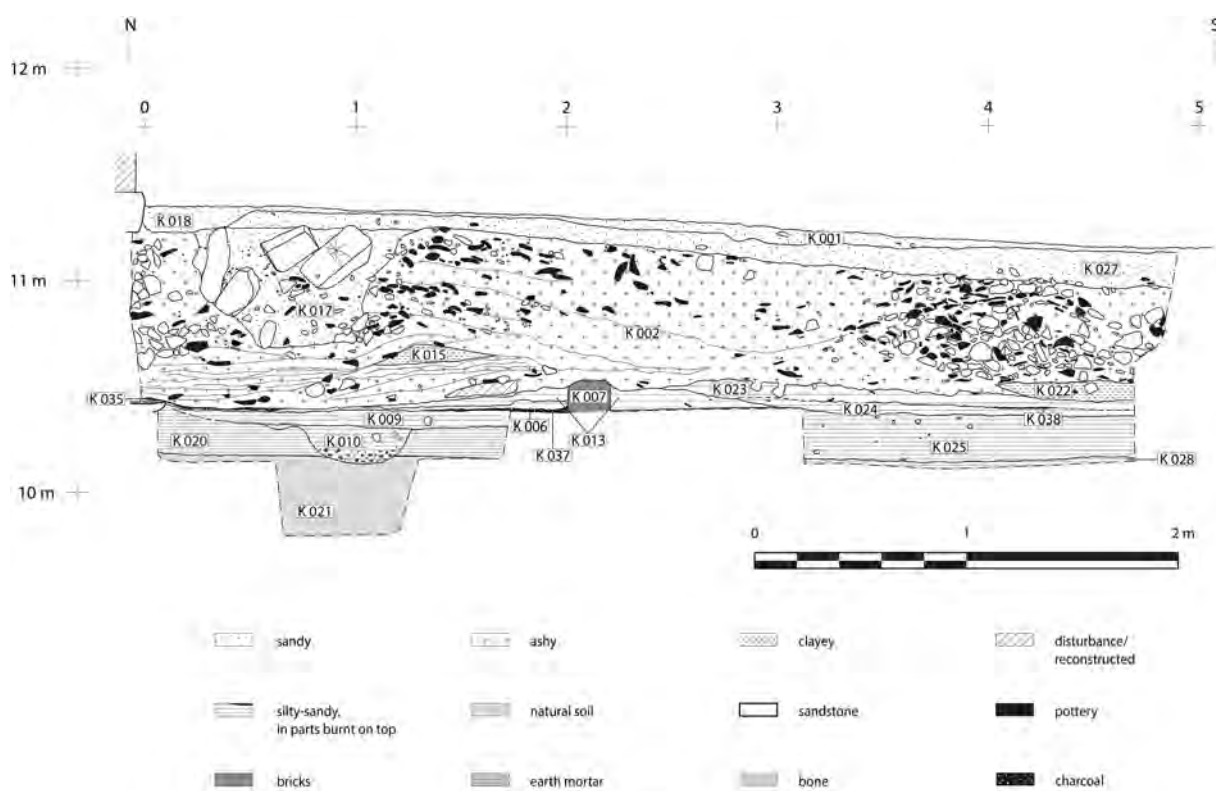 N
S
12 m
0 1 2 3 4 5
K 018
K 001
K 027
11 m
K 017
K 002
K 015
K 035
K 007
K 023
K 022
K 009
K 006
K 024
K 038
K 020
K 010
K 013
K 025
K 037
K 028
10 m
K 021
0 1 2 m
sandy
ashy
clayey
disturbance/
reconstructed
silty-sandy,
in parts burnt on top
natural soil
sandstone
pottery
bricks
earth mortar
bone
charcoal